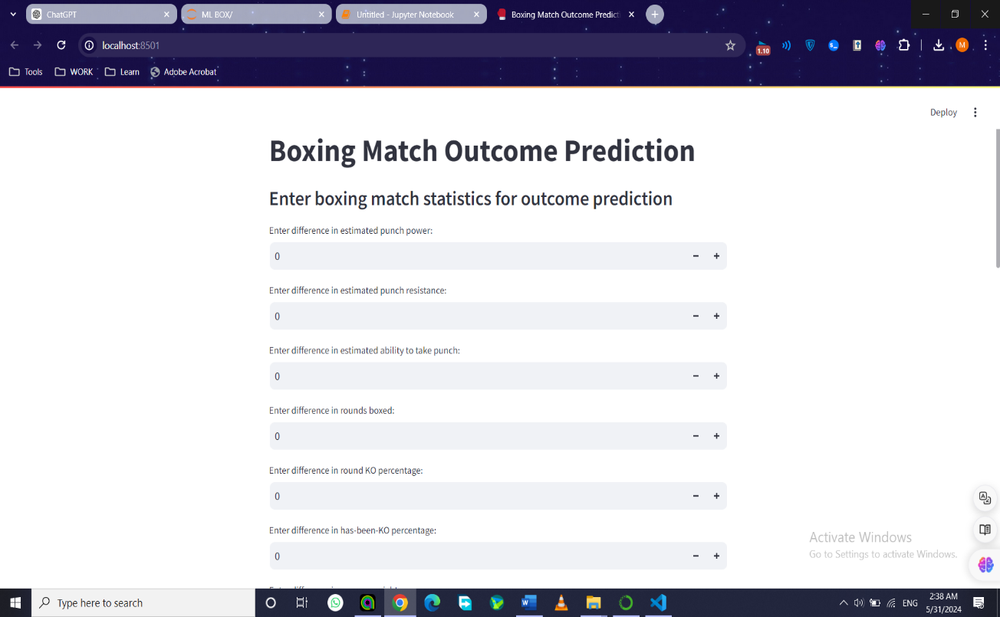 ChatGPT
ML BOX/
Untitled - Jupyter Notebook
Boxing Match Outcome Predicti
localhost:8501
1.10
M
Tools
WORK
Learn
Adobe Acrobat
Deploy
Boxing Match Outcome Prediction
Enter boxing match statistics for outcome prediction
Enter difference in estimated punch power:
0
Enter difference in estimated punch resistance:
0
Enter difference in estimated ability to take punch:
0
Enter difference in rounds boxed:
0
Enter difference in round KO percentage:
0
Enter difference in has-been-KO percentage:
0
Activate Windows
Go to Settings to activate Windows.
Type here to search
ENG
2:38 AM
5/31/2024